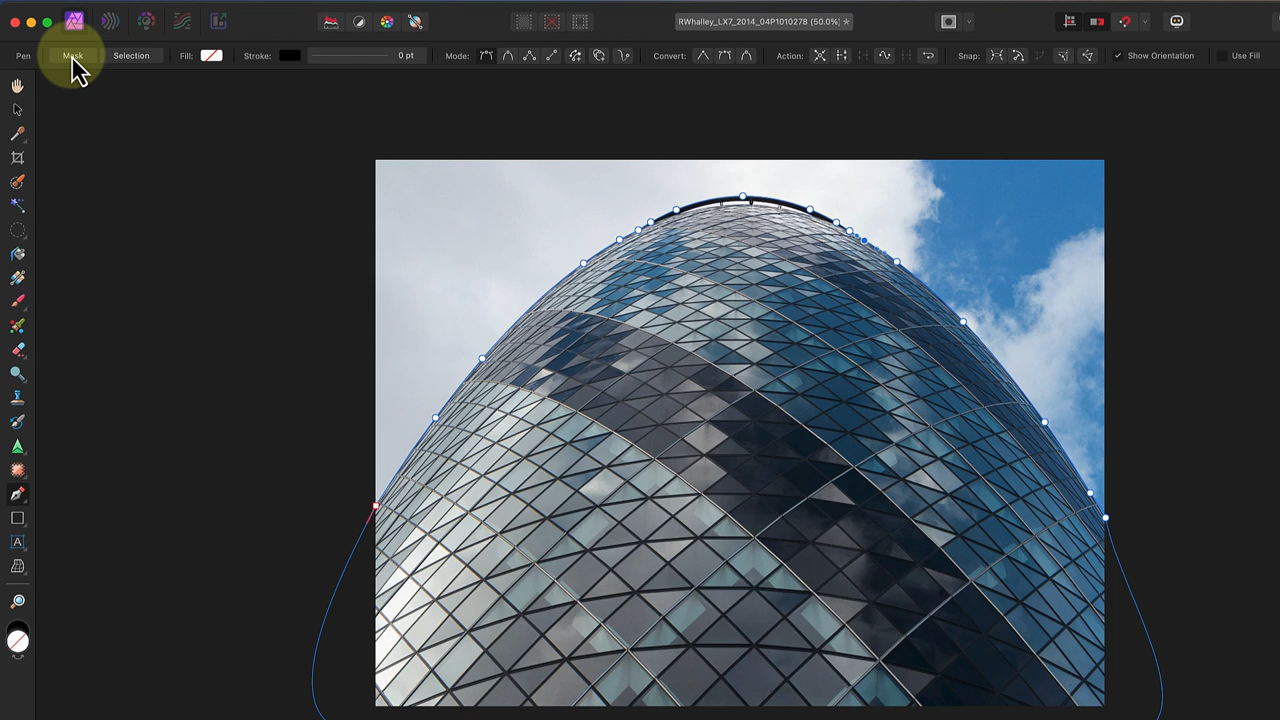 RWhalley_LX7_2014_04P1010278 (50.0%)
Pen Mask Selection Fill: Stroke: 0 pt Mode: Convert: Action: Snap: Show Orientation Use Fill